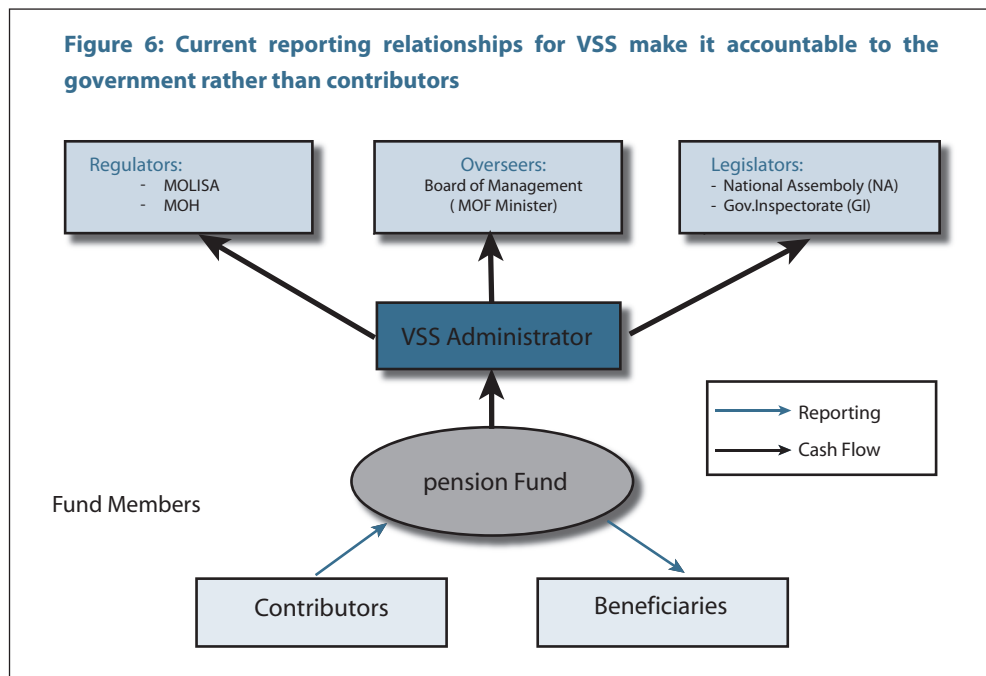 Figure 6: Current reporting relationships for VSS make it accountable to the
government rather than contributors
Regulators:
- MOLISA
- MOH
Overseers:
Board of Management
( MOF Minister)
Legislators:
- National Assemboly (NA)
- Gov.Inspectorate (GI)
VSS Administrator
Reporting
Cash Flow
pension Fund
Fund Members
Contributors
Beneficiaries